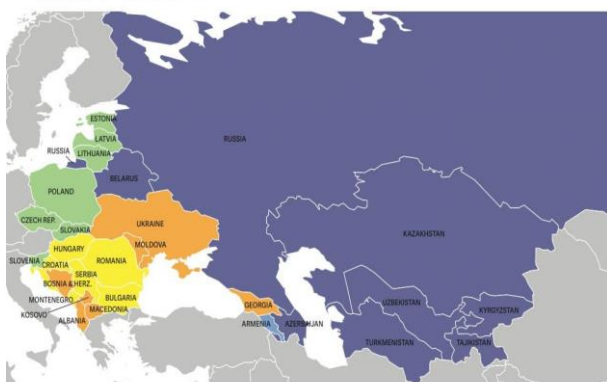 ESTONIA
LATVIA
LITHUANIA
RUSSIA
RUSSIA
BELARUS
POLAND
CZECH REP.
SLOVAKIA
UKRAINE
MOLDOVA
KAZAKHSTAN
HUNGARY
SLOVENIA
CROATIA
ROMANIA
SERBIA
BOSNIA & HERZ.
MONTENEGRO
BULGARIA
KOSOVO
MACEDONIA
ALBANIA
GEORGIA
ARMENIA
AZERBAIJAN
UZBEKISTAN
KYRGYZSTAN
TURKMENISTAN
TAJIKISTAN